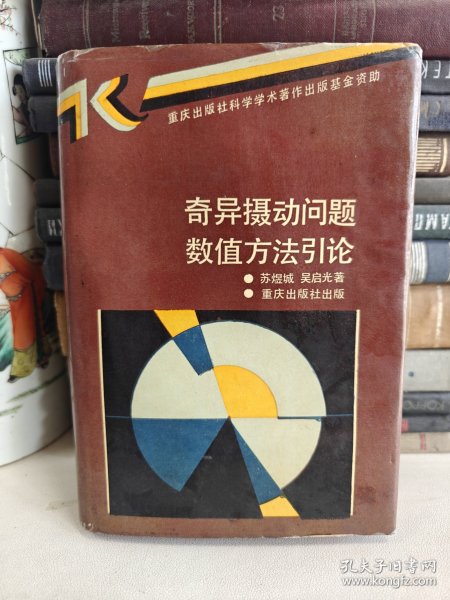 重庆出版社科学学术著作出版基金资助
奇异摄动问题
数值方法引论
● 苏煜城 吴启光著
● 重庆出版社出版
孔夫子旧书网
www.kongfz.com